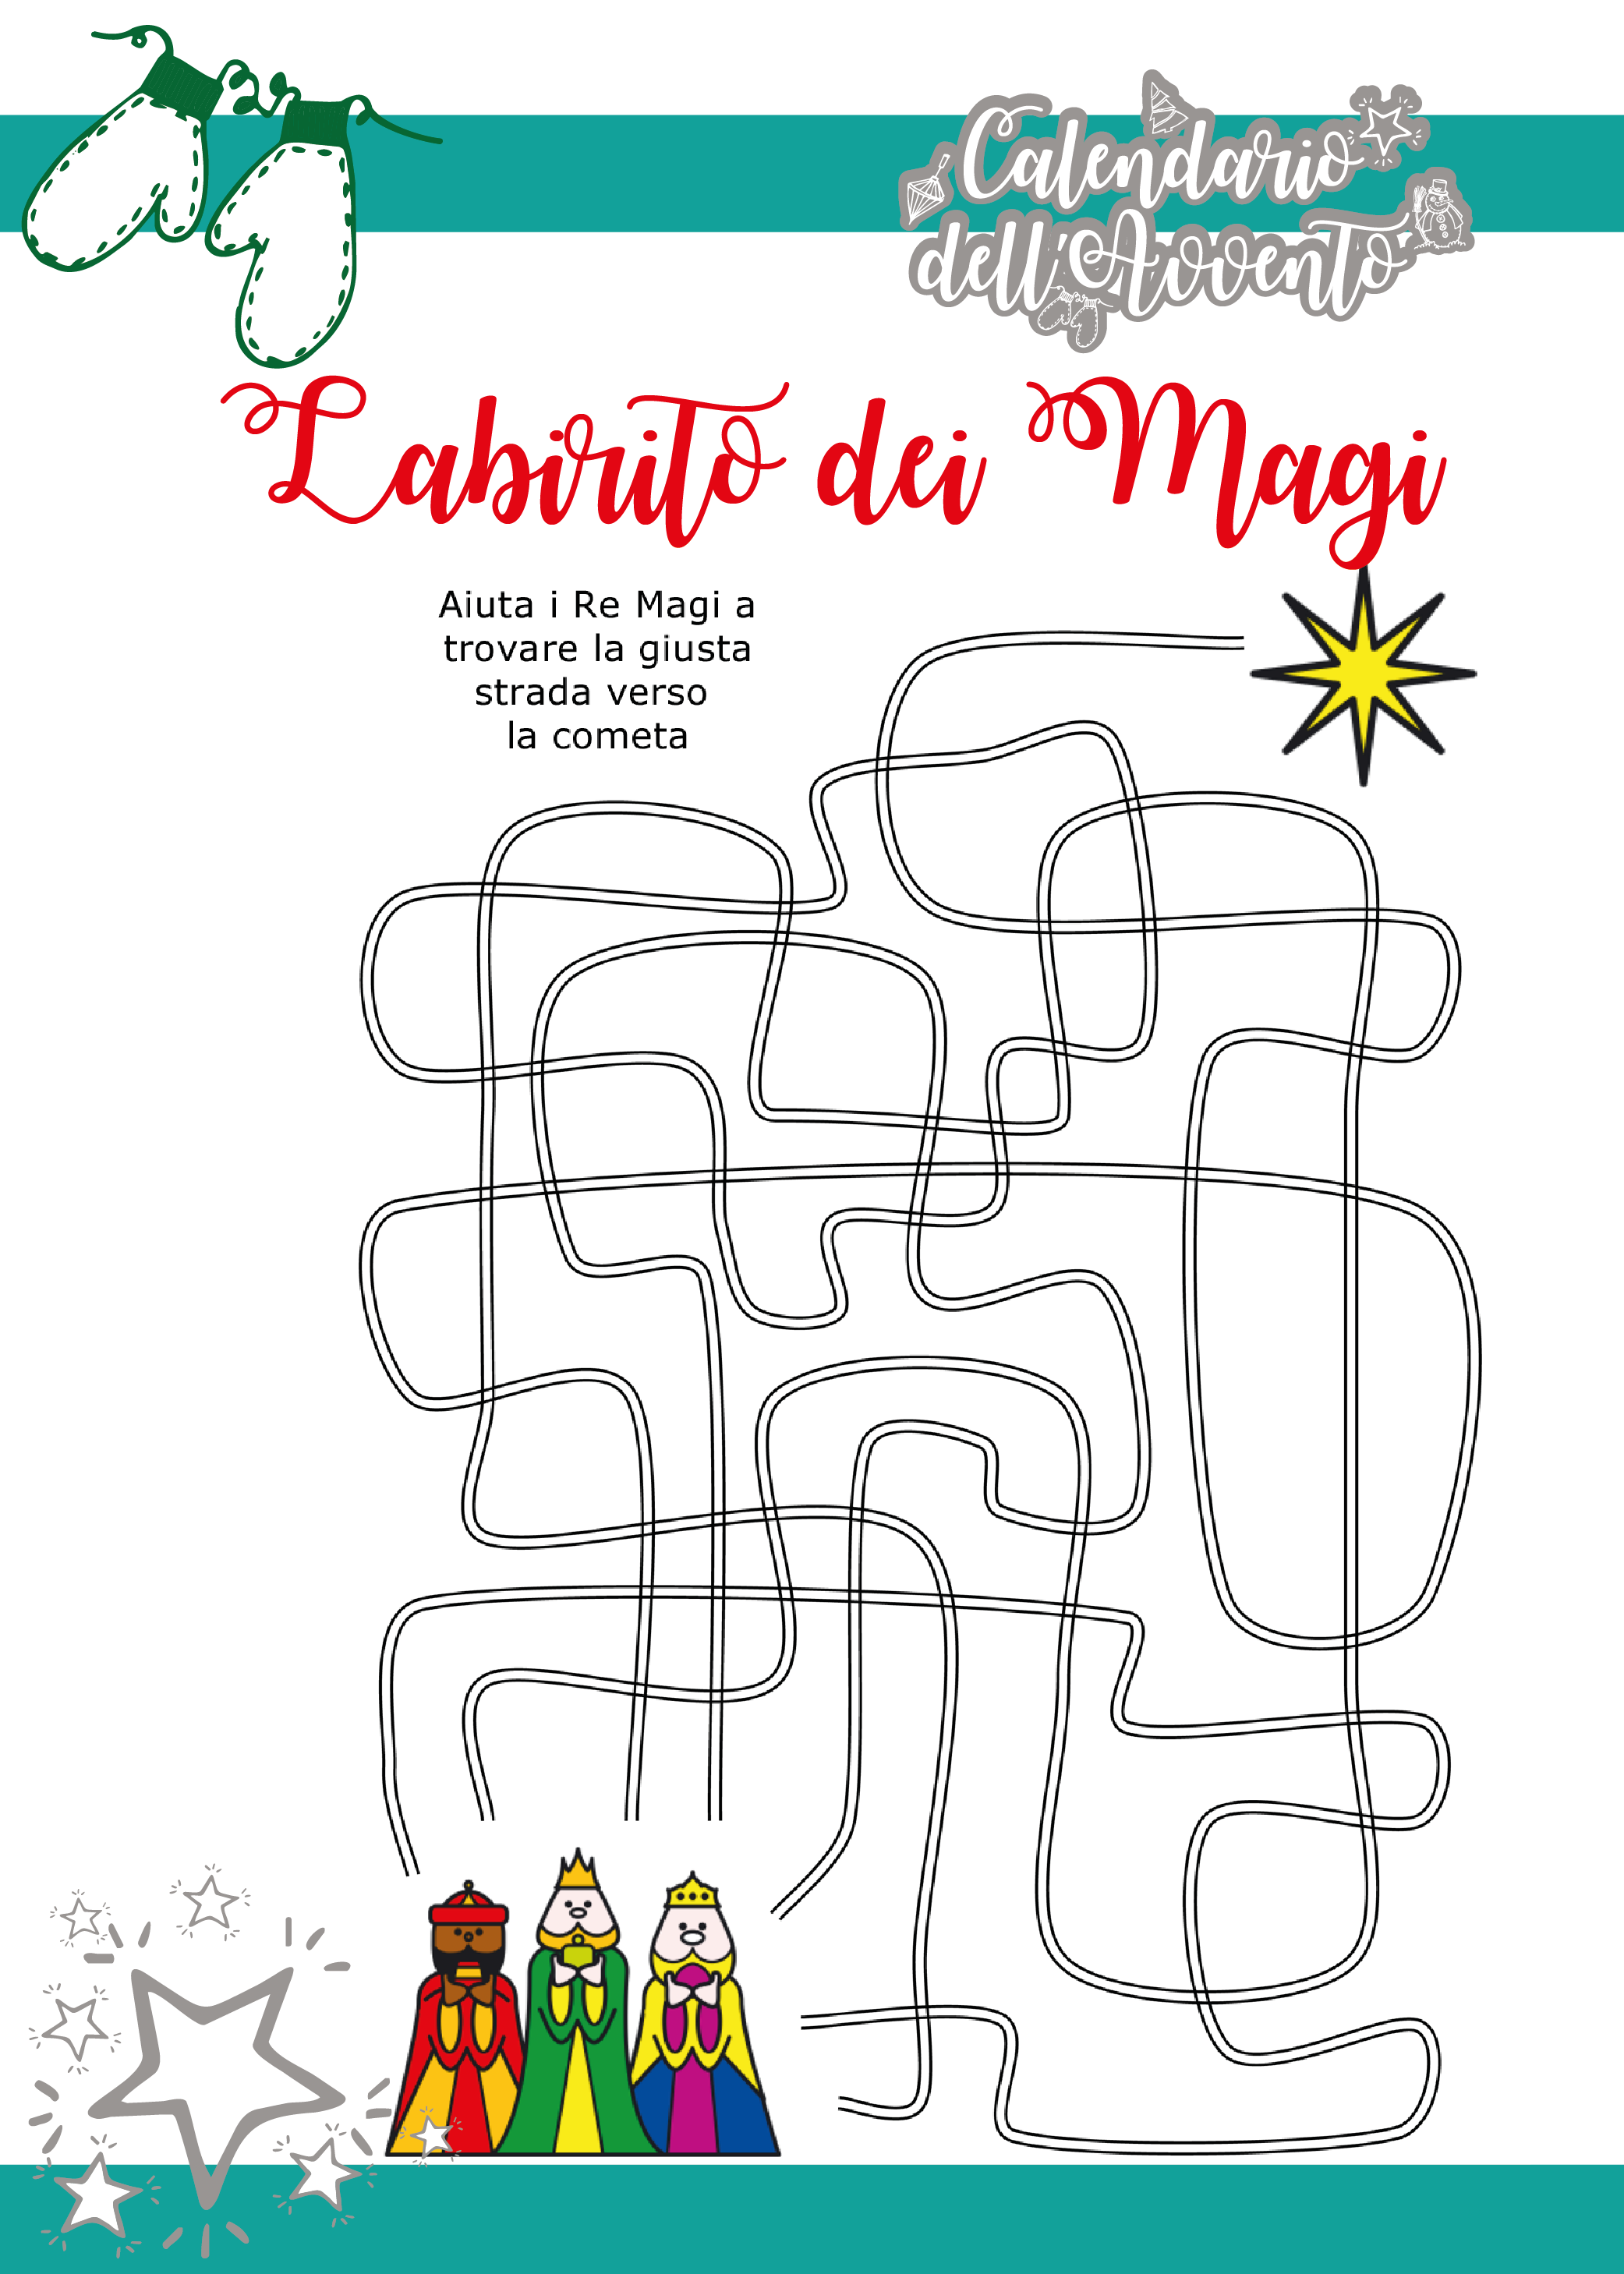 Calendario
dell'Avvento
Labirito dei Magi
Aiuta i Re Magi a
trovare la giusta
strada verso
la cometa